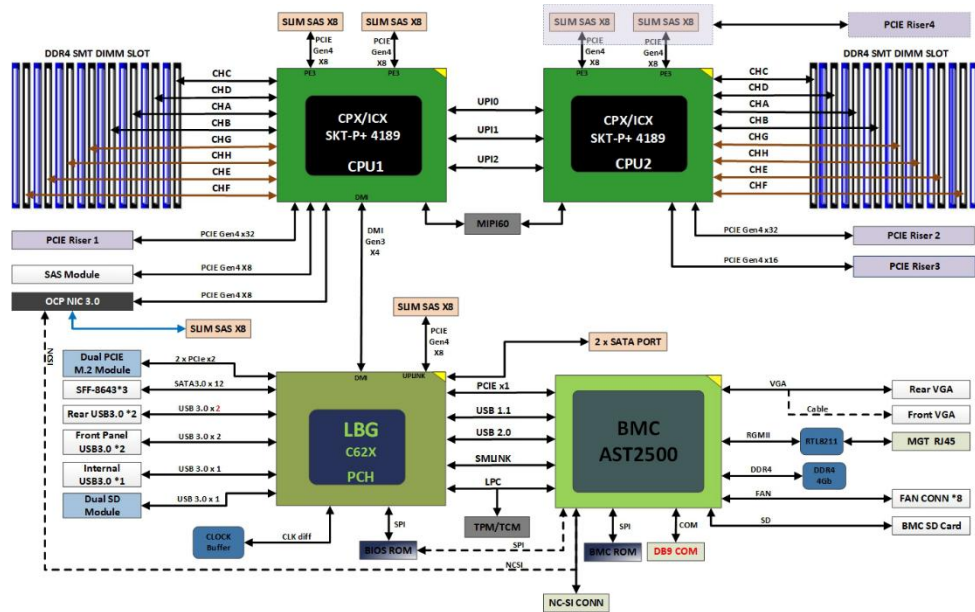 SLIM SAS X8
SLIM SAS X8
SLIM SAS X8
SLIM SAS X8
PCIE Riser4
DDR4 SMT DIMM SLOT
PCIE
Gen4
X8
PCIE
Gen4
X8
PCIE
Gen4
X8
PCIE
Gen4
X8
DDR4 SMT DIMM SLOT
PE3
PE3
PE3
PE3
CHC
CHD
CHA
CHB
CHG
CHH
CHE
CHF
CPX/ICX
SKT-P+ 4189
CPU1
DMI
UPI0
UPI1
UPI2
CPX/ICX
SKT-P+ 4189
CPU2
CHC
CHD
CHA
CHB
CHG
CHH
CHE
CHF
MIPI60
PCIE Riser 1
PCIE Gen4 x32
DMI
Gen3
X4
PCIE Gen4 x32
PCIE Riser 2
SAS Module
PCIE Gen4 X8
PCIE Gen4 x16
PCIE Riser3
OCP NIC 3.0
PCIE Gen4 X8
SLIM SAS X8
SLIM SAS X8
PCIE
Gen4
X8
2 x SATA PORT
NCSI
Dual PCIE
M.2 Module
2 x PCIe x2
SFF-8643*3
SATA3.0 x 12
Rear USB3.0 *2
USB 3.0 x 2
Front Panel
USB3.0 *2
USB 3.0 x 2
Internal
USB3.0 *1
USB 3.0 x 1
Dual SD
Module
USB 3.0 x 1
DMI
UPLINK
LBG
C62X
PCH
PCIE x1
USB 1.1
USB 2.0
SMLINK
LPC
BMC
AST2500
VGA
Rear VGA
Cable
Front VGA
RGMII
RTL8211
MGT RJ45
DDR4
DDR4
4Gb
FAN
FAN CONN *8
SD
BMC SD Card
CLOCK
Buffer
CLK diff
SPI
BIOS ROM
TPM/TCM
SPI
SPI
BMC ROM
COM
DB9 COM
NCSI
NC-SI CONN